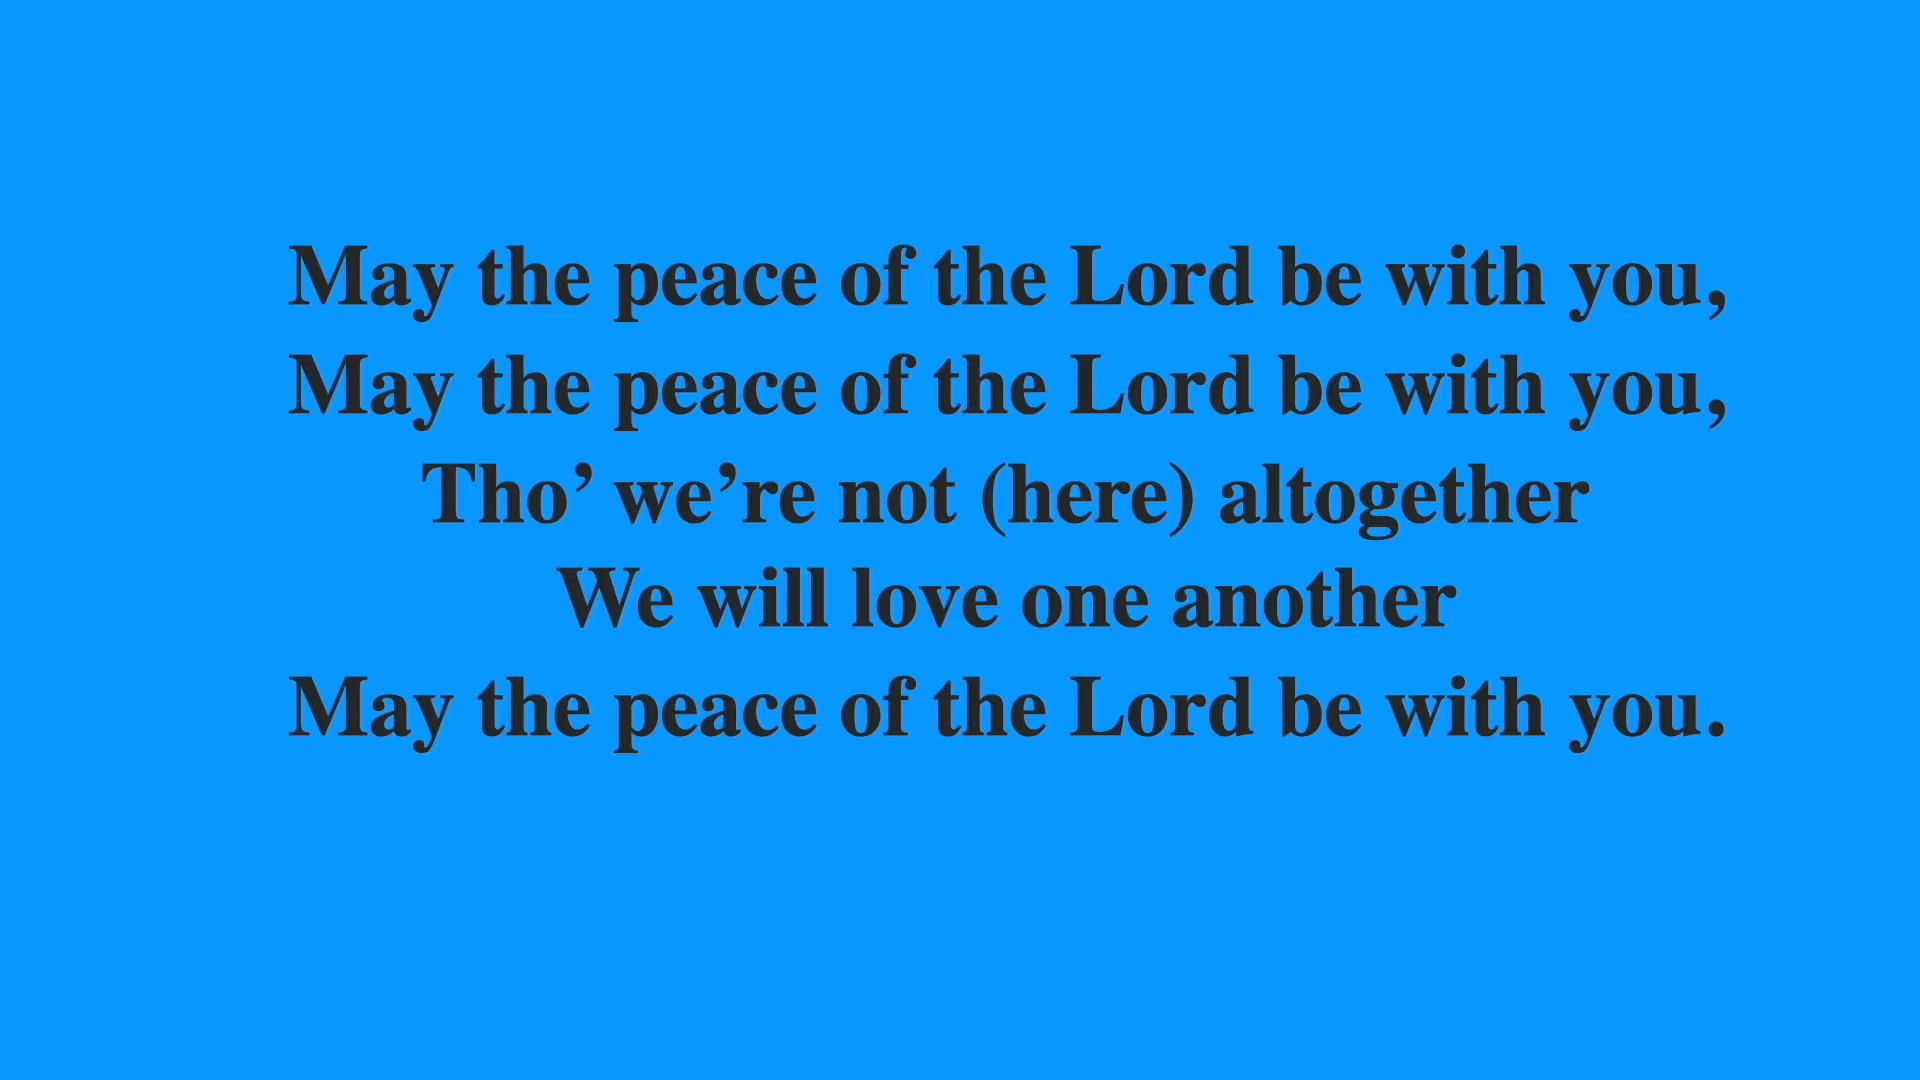 May the peace of the Lord be with you,
May the peace of the Lord be with you,
Tho’ we’re not (here) altogether
We will love one another
May the peace of the Lord be with you.